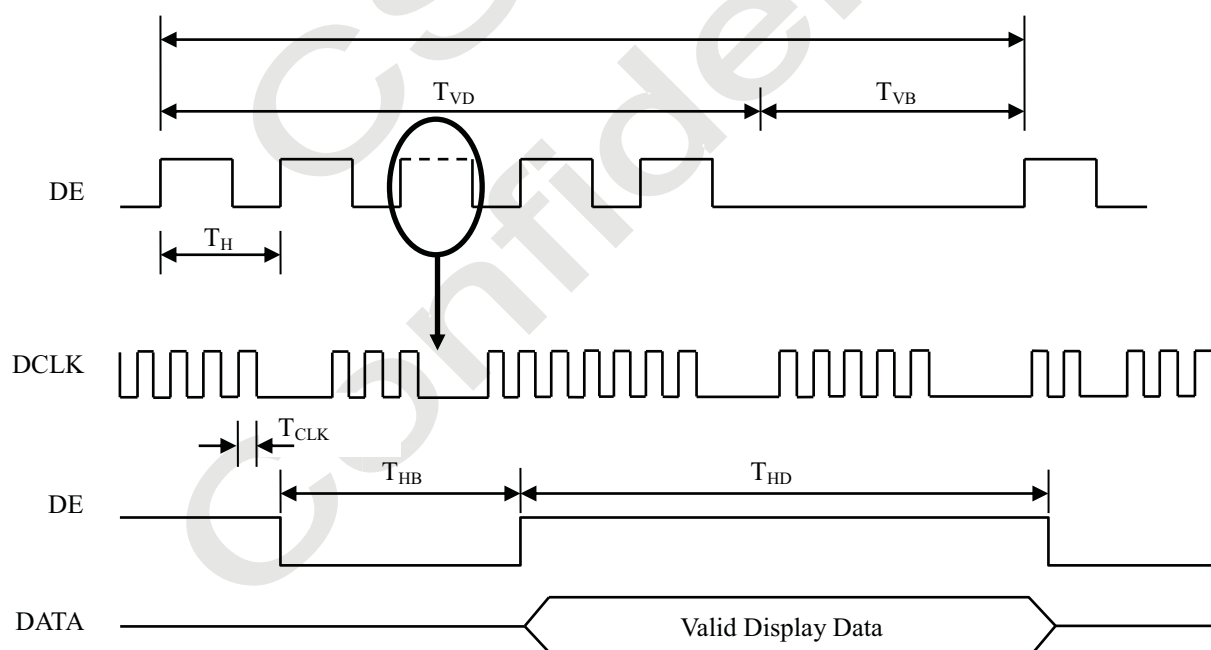 T_VD T_VB
DE
T_H
DCLK
T_CLK
T_HB T_HD
DE
DATA Valid Display Data